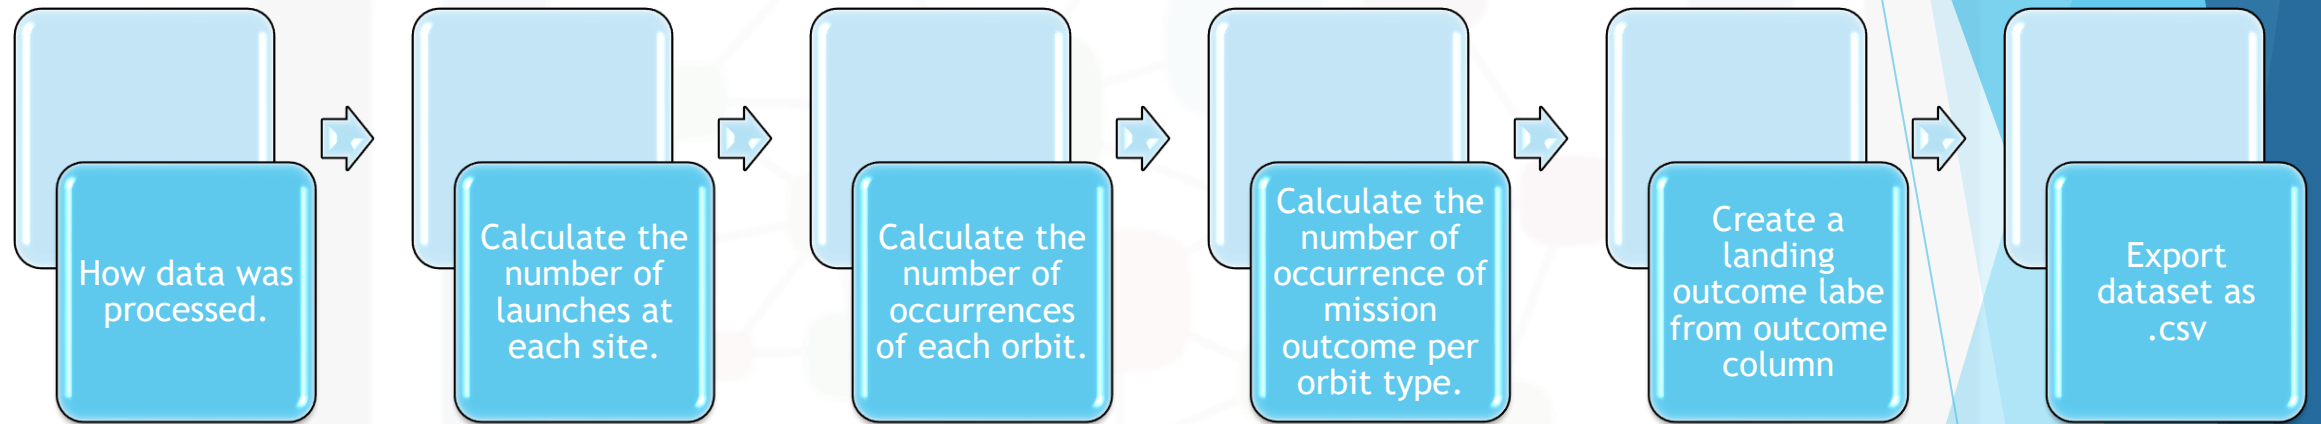 How data was
processed.
Calculate the
number of
launches at
each site.
Calculate the
number of
occurrences
of each orbit.
Calculate the
number of
occurrence of
mission
outcome per
orbit type.
Create a
landing
outcome labe
from outcome
column
Export
dataset as
.csv